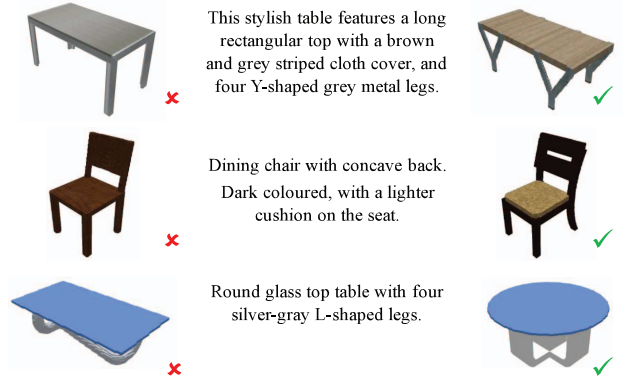 This stylish table features a long
rectangular top with a brown
and grey striped cloth cover, and
four Y-shaped grey metal legs.
Dining chair with concave back.
Dark coloured, with a lighter
cushion on the seat.
Round glass top table with four
silver-gray L-shaped legs.